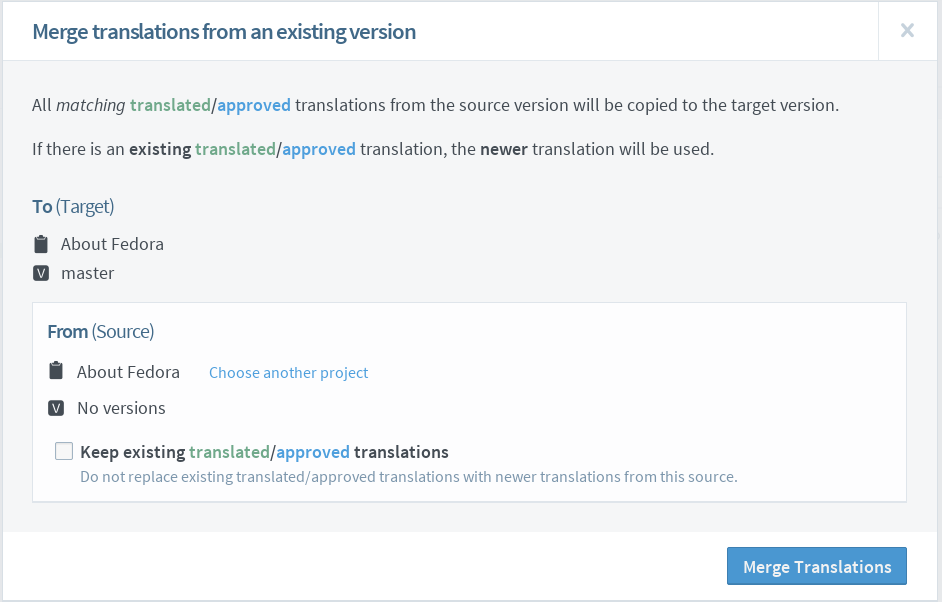 Merge translations from an existing version
×
All matching translated/approved translations from the source version will be copied to the target version.
If there is an existing translated/approved translation, the newer translation will be used.
To (Target)
About Fedora
V master
From (Source)
About Fedora Choose another project
V No versions
Keep existing translated/approved translations
Do not replace existing translated/approved translations with newer translations from this source.
Merge Translations